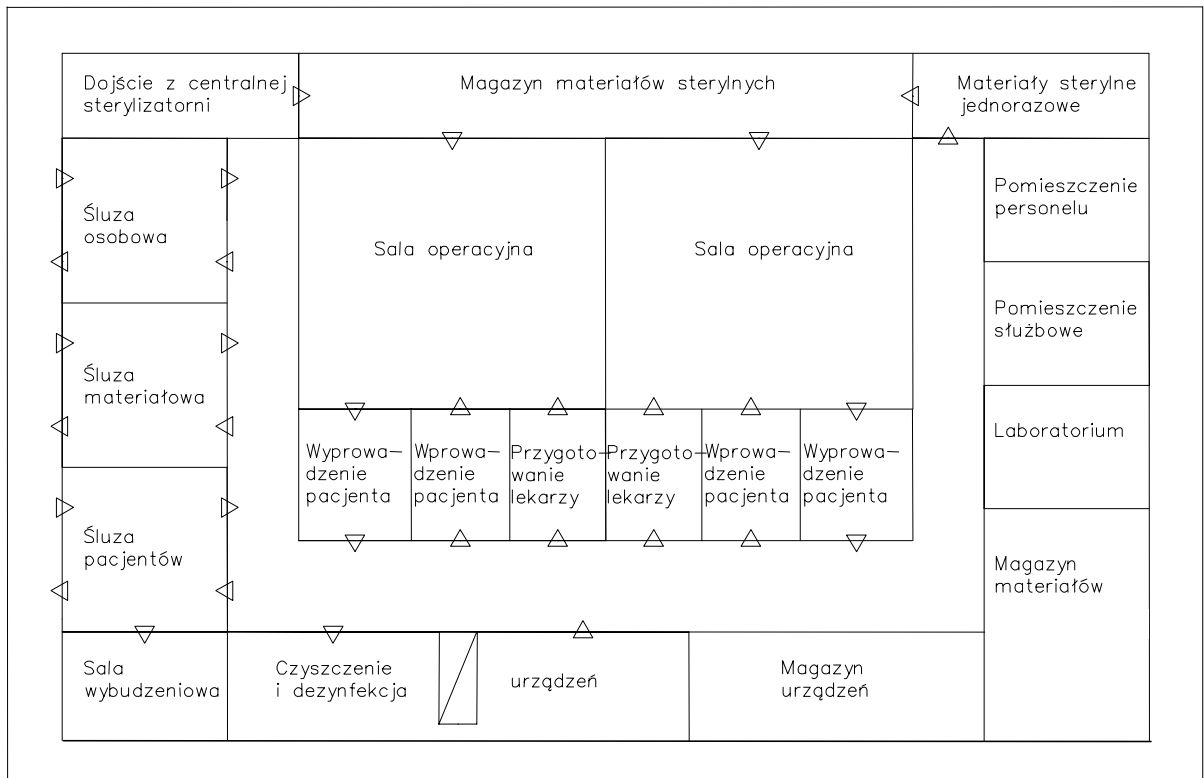 Dojście z centralnej
sterylizatorni
Magazyn materiałów sterylnych
Materiały sterylne
jednorazowe
Śluza
osobowa
Sala operacyjna
Sala operacyjna
Pomieszczenie
personelu
Pomieszczenie
służbowe
Śluza
materiałowa
Laboratorium
Wyprowa–
dzenie
pacjenta
Wprowa–
dzenie
pacjenta
Przygoto–
wanie
lekarzy
Przygoto–
wanie
lekarzy
Wprowa–
dzenie
pacjenta
Wyprowa–
dzenie
pacjenta
Śluza
pacjentów
Magazyn
materiałów
Sala
wybudzeniowa
Czyszczenie
i dezynfekcja
urządzeń
Magazyn
urządzeń